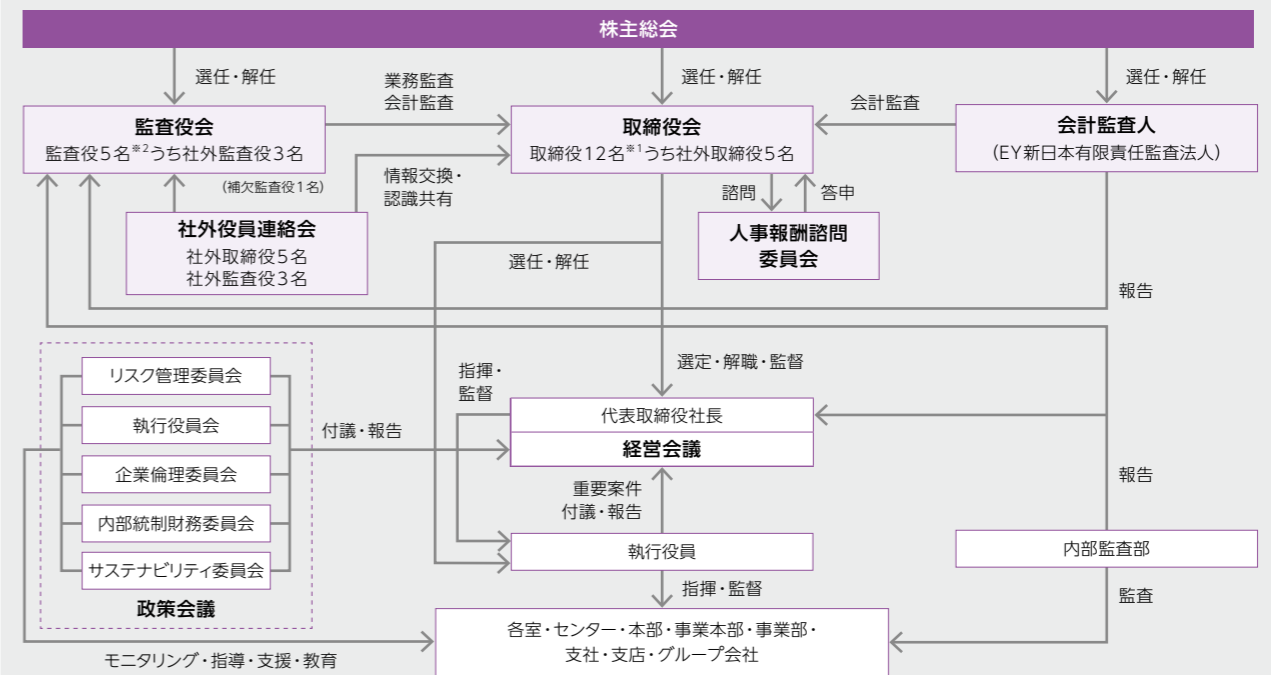 株主総会
選任・解任
業務監査
会計監査
選任・解任
会計監査
選任・解任
監査役会
監査役5名※2うち社外監査役3名
(補欠監査役1名)
取締役会
取締役12名※1うち社外取締役5名
会計監査人
(EY新日本有限責任監査法人)
情報交換・
認識共有
諮問
答申
社外役員連絡会
社外取締役5名
社外監査役3名
人事報酬諮問
委員会
選任・解任
報告
リスク管理委員会
執行役員会
企業倫理委員会
内部統制財務委員会
サステナビリティ委員会
政策会議
付議・報告
指揮・
監督
選定・解職・監督
代表取締役社長
経営会議
重要案件
付議・報告
報告
執行役員
内部監査部
指揮・監督
監査
各室・センター・本部・事業本部・事業部・
支社・支店・グループ会社
モニタリング・指導・支援・教育